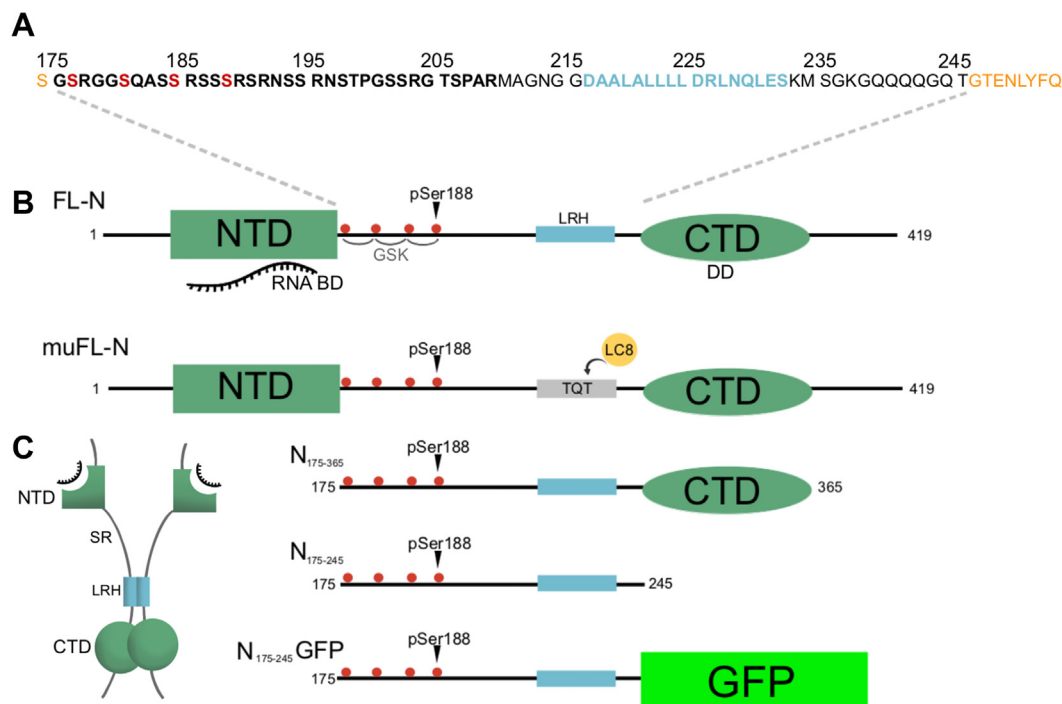 A
175 185 195 205 215 225 235 245
S GSRGGSQASS RSSSRSRNSS RNSTPGSSRG TSPARMAGNG GDAALALLLL DRLNQLESKM SGKGQQQQGQ TGTENLYFQ
B
FL-N
pSer188
LRH
1 NTD CTD 419
GSK
RNA BD
DD
muFL-N
pSer188
LC8
1 NTD TQT CTD 419
C
NTD
SR
LRH
CTD
N175-365
pSer188
175 CTD 365
N175-245
pSer188
175 245
N175-245GFP
pSer188
175 GFP